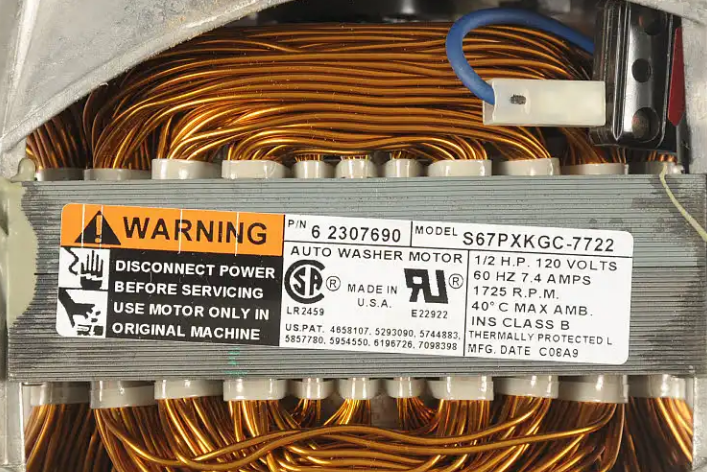 WARNING
DISCONNECT POWER
BEFORE SERVICING
USE MOTOR ONLY IN
ORIGINAL MACHINE
P/N 6 2307690
MODEL S67PXKGC-7722
AUTO WASHER MOTOR
SA ® MADE IN U.S.A. RU ®
LR2459 E22922
US.PAT. 4658107, 5293090, 5744883,
5857780, 5954550, 6196726, 7098398
1/2 H.P. 120 VOLTS
60 HZ 7.4 AMPS
1725 R.P.M.
40°C MAX AMB.
INS CLASS B
THERMALLY PROTECTED L
MFG. DATE C08A9